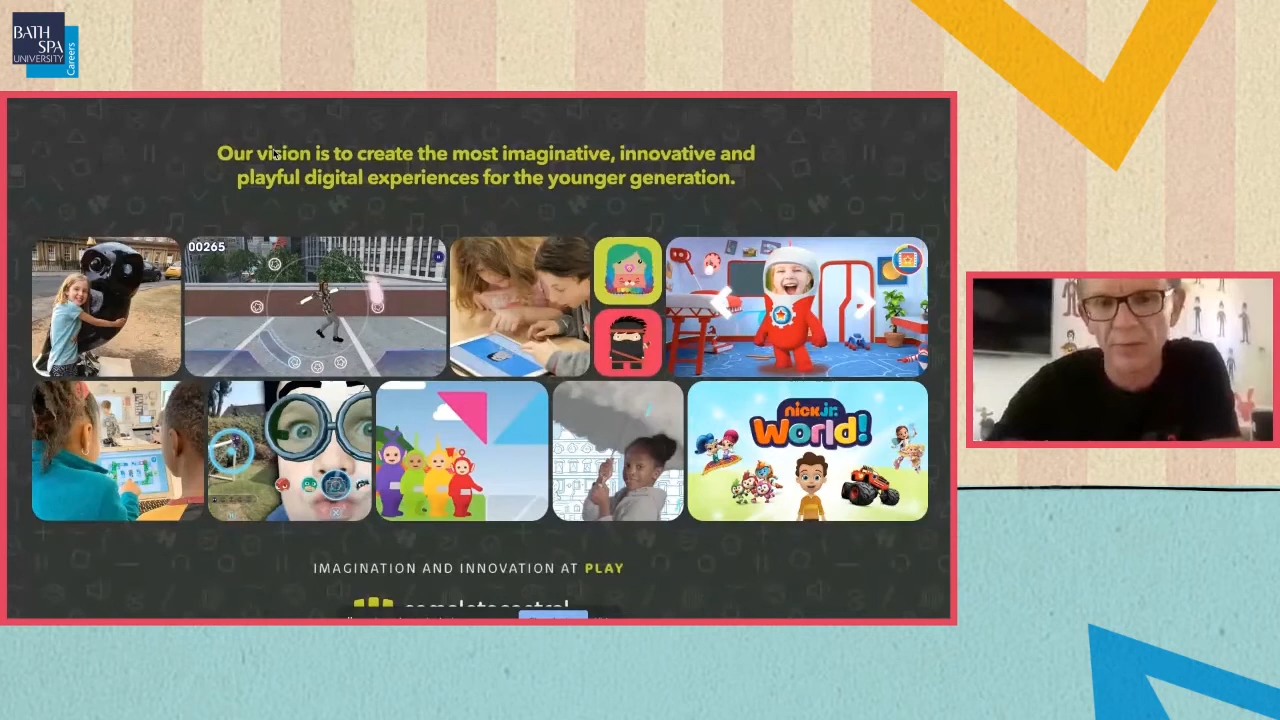 BATH
SPA
UNIVERSITY
Careers
Our vision is to create the most imaginative, innovative and
playful digital experiences for the younger generation.
00265
nick jr.
World!
IMAGINATION AND INNOVATION AT PLAY